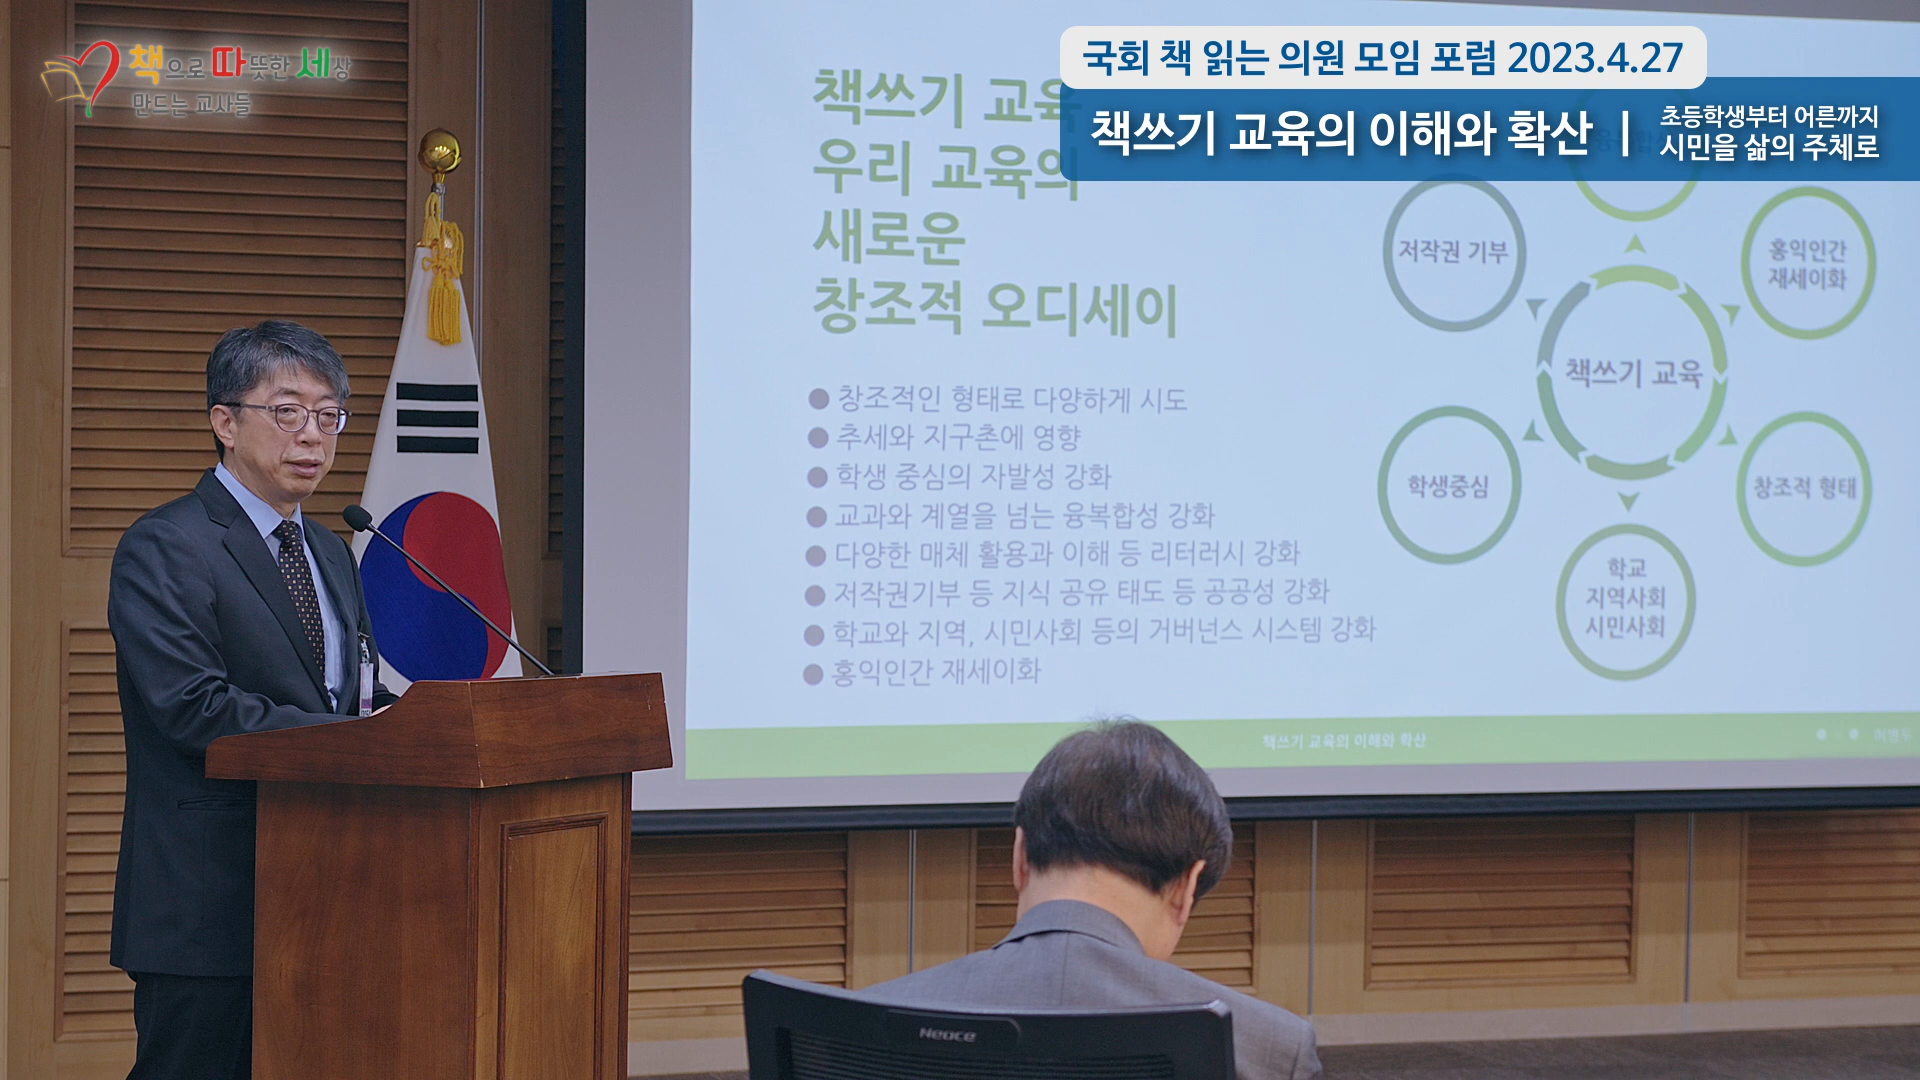 책으로 따뜻한 세상
만드는 교사들
국회 책 읽는 의원 모임 포럼 2023.4.27
책쓰기 교육의 이해와 확산 |
초등학생부터 어른까지
시민을 삶의 주체로
책쓰기 교육
우리 교육의
새로운
창조적 오디세이
● 창조적인 형태로 다양하게 시도
● 추세와 지구촌에 영향
● 학생 중심의 자발성 강화
● 교과와 계열을 넘는 융복합성 강화
● 다양한 매체 활용과 이해 등 리터러시 강화
● 저작권기부 등 지식 공유 태도 등 공공성 강화
● 학교와 지역, 시민사회 등의 거버넌스 시스템 강화
● 홍익인간 재세이화
저작권 기부
홍익인간
재세이화
책쓰기 교육
학생중심
창조적 형태
학교
지역사회
시민사회
책쓰기 교육의 이해와 확산
Neoce